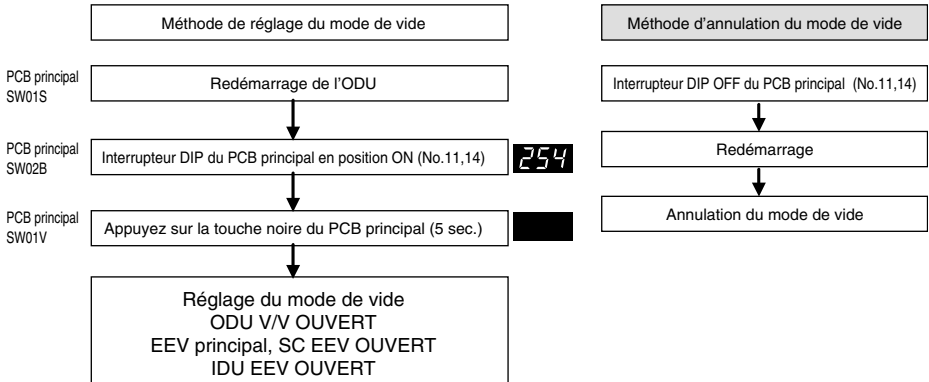 Méthode de réglage du mode de vide
PCB principal
SW01S
Redémarrage de l'ODU
PCB principal
SW02B
Interrupteur DIP du PCB principal en position ON (No.11,14)
254
PCB principal
SW01V
Appuyez sur la touche noire du PCB principal (5 sec.)
Réglage du mode de vide
ODU V/V OUVERT
EEV principal, SC EEV OUVERT
IDU EEV OUVERT
Méthode d'annulation du mode de vide
Interrupteur DIP OFF du PCB principal (No.11,14)
Redémarrage
Annulation du mode de vide